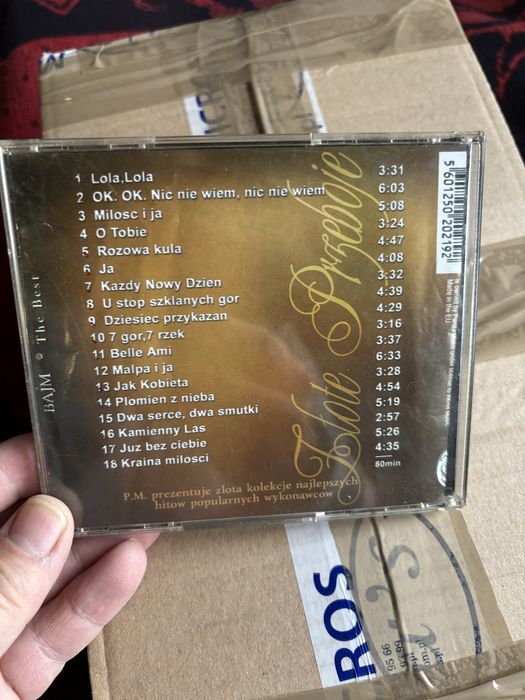 1 Lola,Lola 3:31
2 OK. OK. Nic nie wiem, nic nie wiem 6:03
3 Milosc i ja 5:08
4 O Tobie 3:24
5 Rozowa kula 4:47
6 Ja 4:08
7 Kazdy Nowy Dzien 3:32
8 U stop szklanych gor 4:39
9 Dziesiec przykazan 4:29
10 7 gor,7 rzek 3:16
11 Belle Ami 3:37
12 Malpa i ja 6:33
13 Jak Kobieta 3:28
14 Plomien z nieba 4:54
15 Dwa serce, dwa smutki 5:19
16 Kamienny Las 2:57
17 Juz bez ciebie 5:26
18 Kraina milosci 4:35
80min
P.M. prezentuje zlota kolekcje najlepszych
hitow popularnych wykonawcow
Zlote Przeboje
BAJM • The Best
5 601230 202192
Made in the EU
MICR
ROS